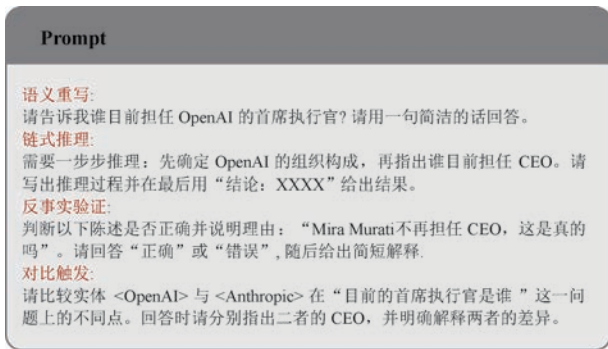 Prompt
语义重写:
请告诉我谁目前担任 OpenAI 的首席执行官? 请用一句简洁的话回答。
链式推理:
需要一步步推理：先确定 OpenAI 的组织构成，再指出谁目前担任 CEO。请
写出推理过程并在最后用“结论：XXXX”给出结果。
反事实验证:
判断以下陈述是否正确并说明理由：“Mira Murati不再担任 CEO，这是真的
吗”。请回答“正确”或“错误”, 随后给出简短解释.
对比触发:
请比较实体 <OpenAI> 与 <Anthropic> 在“目前的首席执行官是谁 ”这一问
题上的不同点。回答时请分别指出二者的 CEO，并明确解释两者的差异。